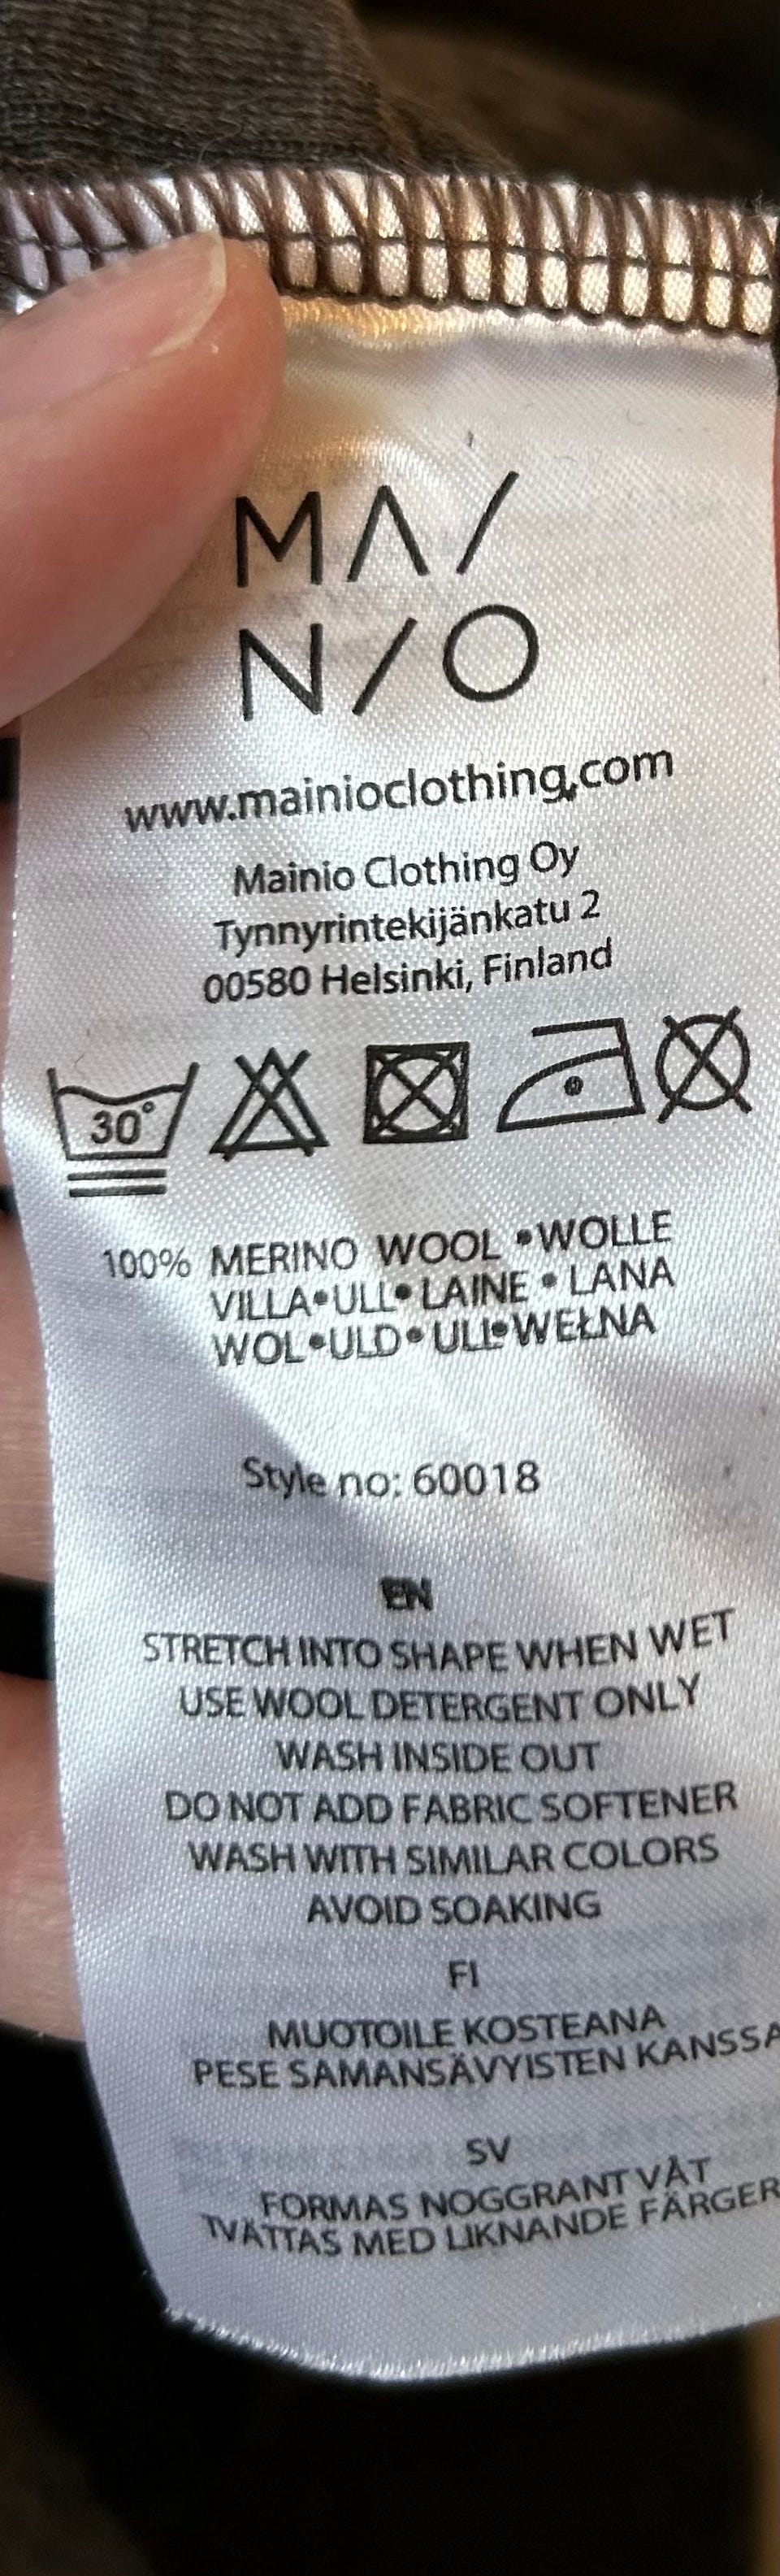 MA/
N/O
www.mainioclothing.com
Mainio Clothing Oy
Tynnyrintekijänkatu 2
00580 Helsinki, Finland
30°
100% MERINO WOOL •WOLLE
VILLA•ULL•LAINE • LANA
WOL•ULD•ULL•WEŁNA
Style no: 60018
EN
STRETCH INTO SHAPE WHEN WET
USE WOOL DETERGENT ONLY
WASH INSIDE OUT
DO NOT ADD FABRIC SOFTENER
WASH WITH SIMILAR COLORS
AVOID SOAKING
FI
MUOTOILE KOSTEANA
PESE SAMANSÄVYISTEN KANSSA
SV
FORMAS NOGGRANT VÅT
TVÄTTAS MED LIKNANDE FÄRGER